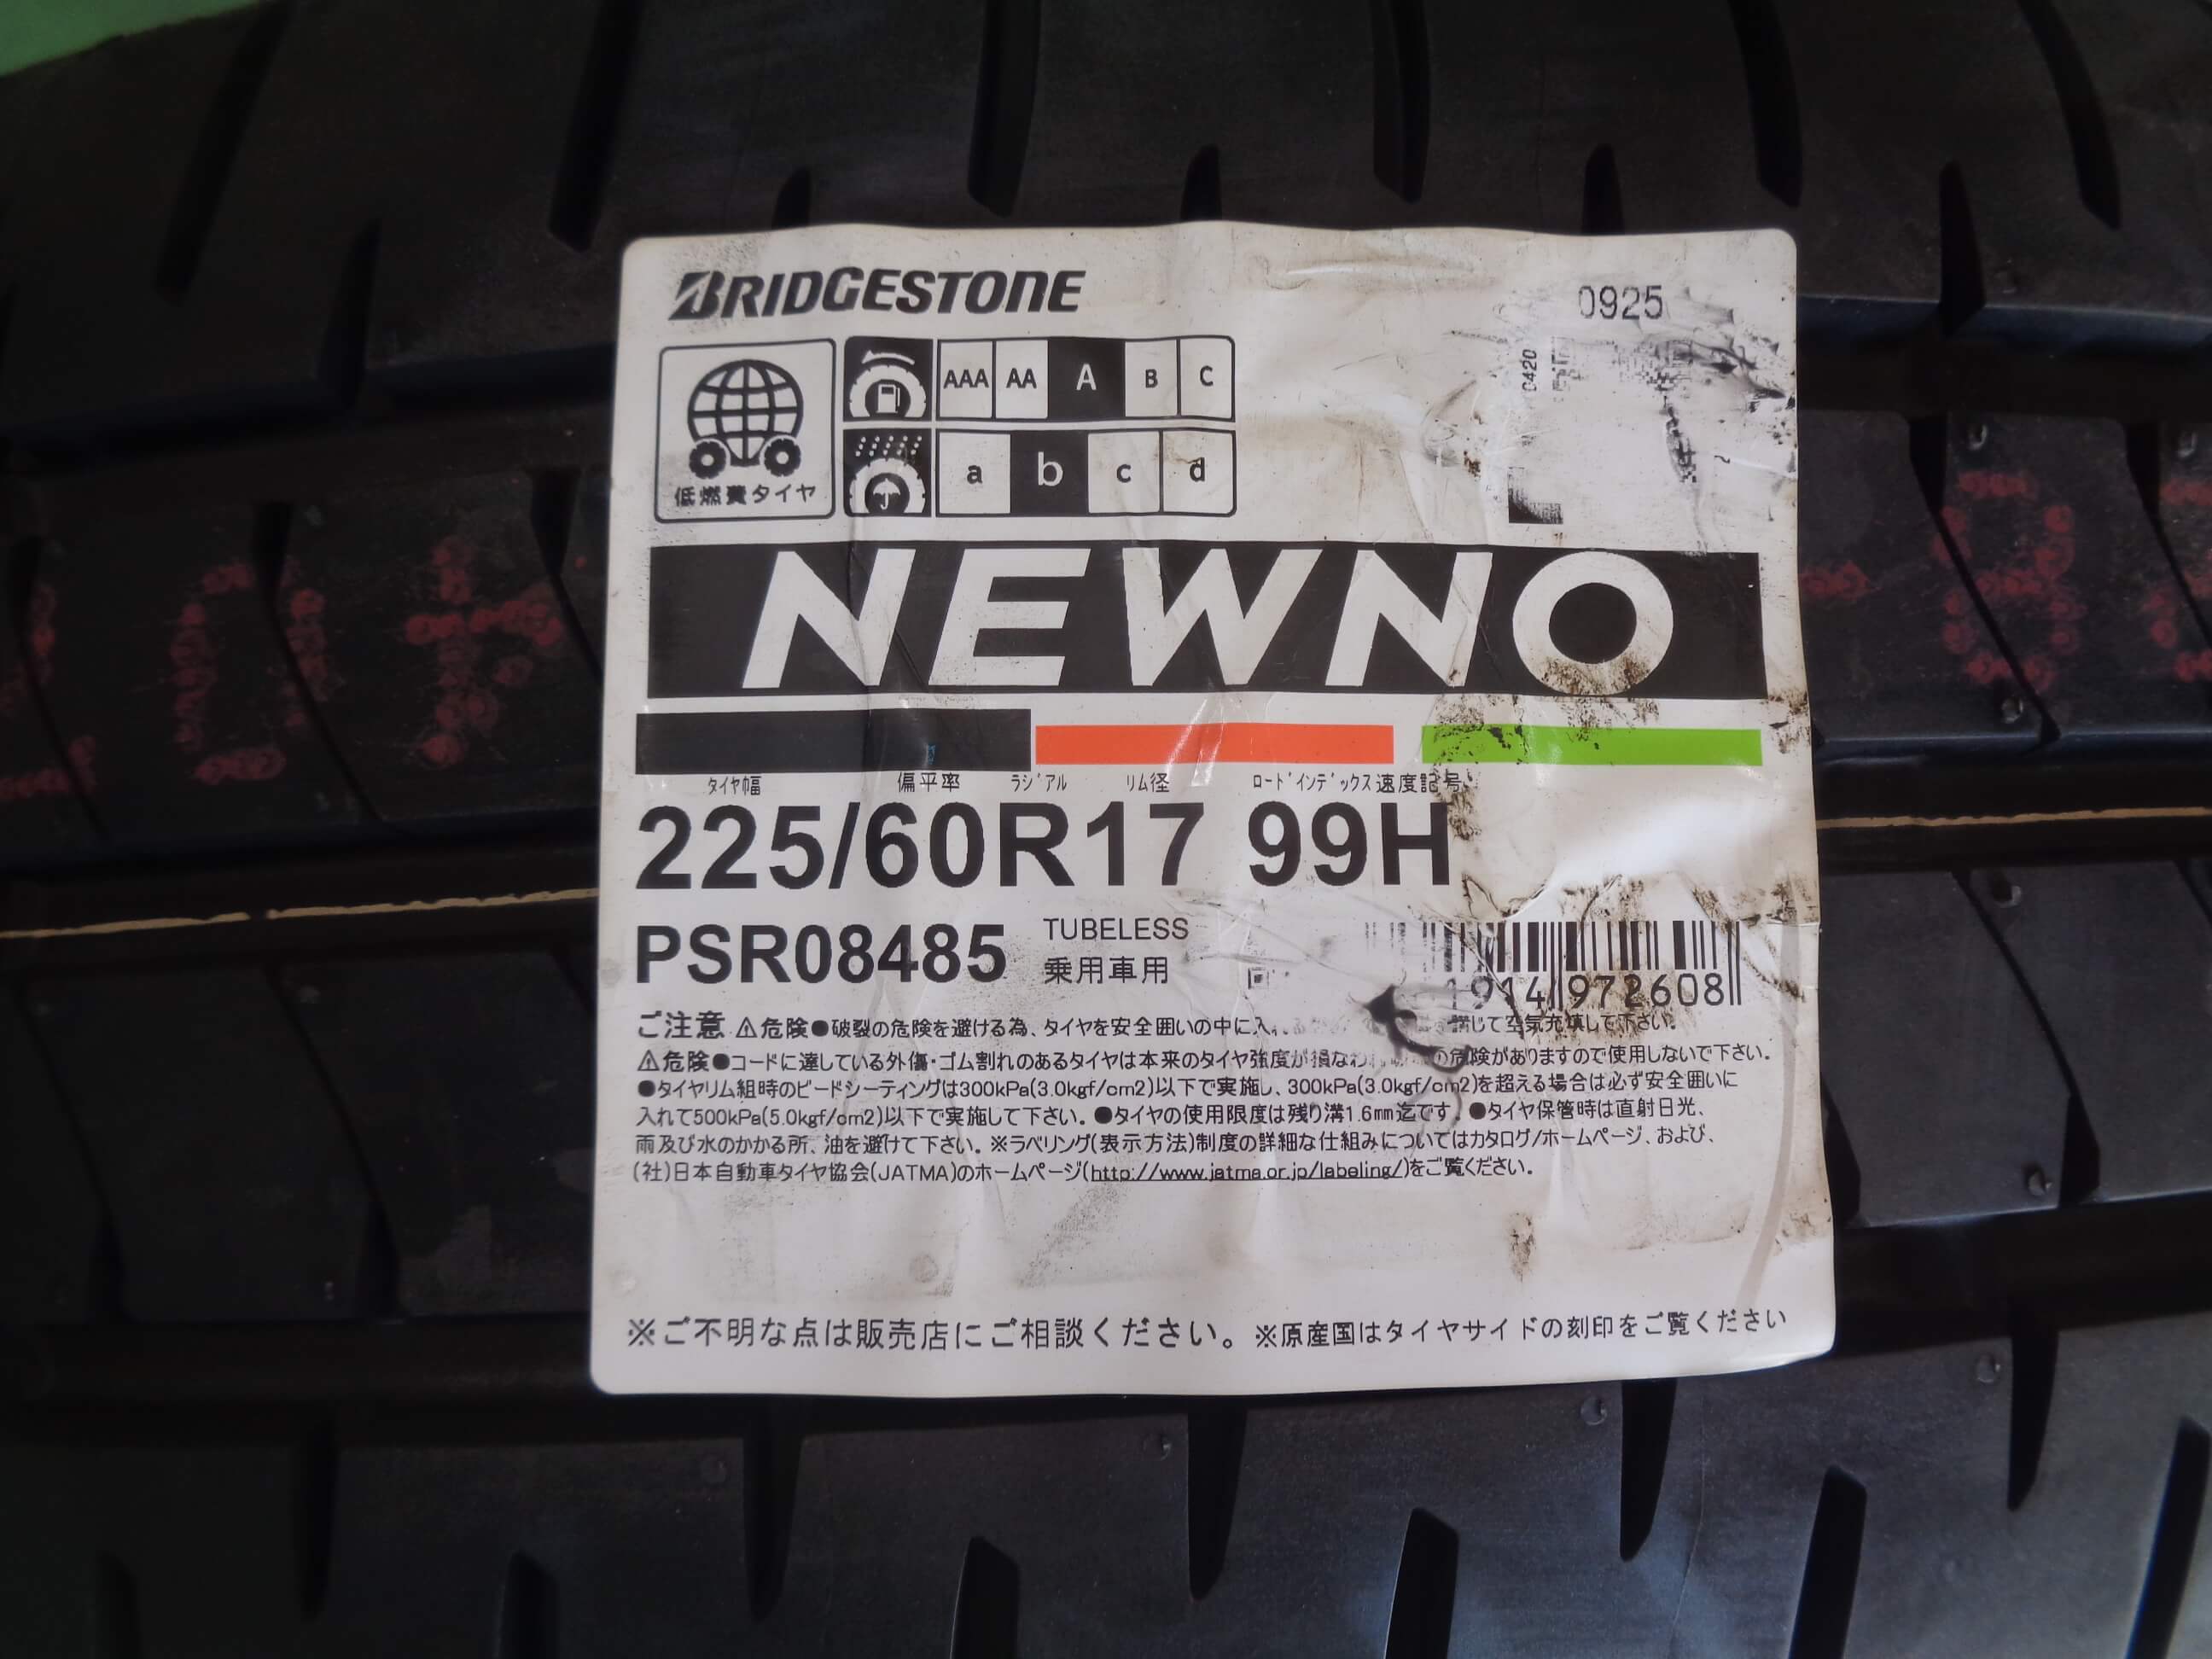 BRIDGESTONE
0925
0420
AAA AA A B C
a b c d
低燃費タイヤ
NEWNO
タイヤ幅 偏平率 ラジアル リム径 ロードインデックス 速度記号
225/60R17 99H
PSR08485 TUBELESS
乗用車用
1914 972608
ご注意 ⚠危険●破裂の危険を避ける為、タイヤを安全囲いの中に入れ 講じて空気充填して下さい。
⚠危険●コードに達している外傷・ゴム割れのあるタイヤは本来のタイヤ強度が損なわ の危険がありますので使用しないで下さい。
●タイヤリム組時のビードシーティングは300kPa(3.0kgf/cm2)以下で実施し、300kPa(3.0kgf/cm2)を超える場合は必ず安全囲いに
入れて500kPa(5.0kgf/cm2)以下で実施して下さい。●タイヤの使用限度は残り溝1.6mm迄です。●タイヤ保管時は直射日光、
雨及び水のかかる所、油を避けて下さい。※ラベリング(表示方法)制度の詳細な仕組みについてはカタログ/ホームページ、および、
(社)日本自動車タイヤ協会(JATMA)のホームページ(http://www.jatma.or.jp/labeling/)をご覧ください。
※ご不明な点は販売店にご相談ください。※原産国はタイヤサイドの刻印をご覧ください